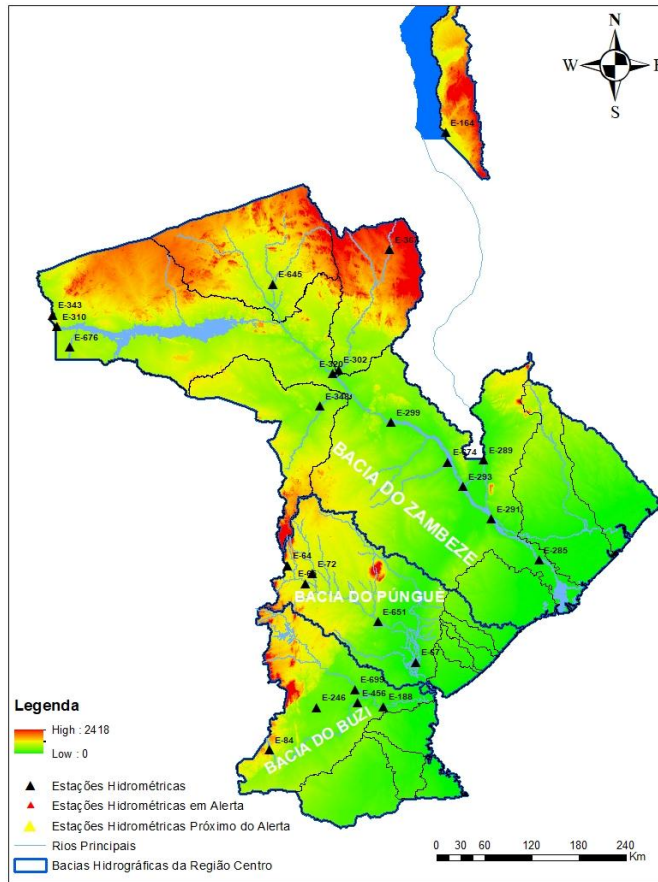 N
W
E
S
E-164
E-645
E-343
E-310
E-676
E-302
E-320
E-348
E-299
E-289
E-293
E-291
E-285
BACIA DO ZAMBEZE
E-64
E-72
BACIA DO PÚNGUE
E-651
E-67
E-699
E-456
E-188
E-246
E-84
BACIA DO BUZI
Legenda
High : 2418
Low : 0
Estações Hidrométricas
Estações Hidrométricas em Alerta
Estações Hidrométricas Próximo do Alerta
Rios Principais
Bacias Hidrográficas da Região Centro
0 30 60 120 180 240
Km